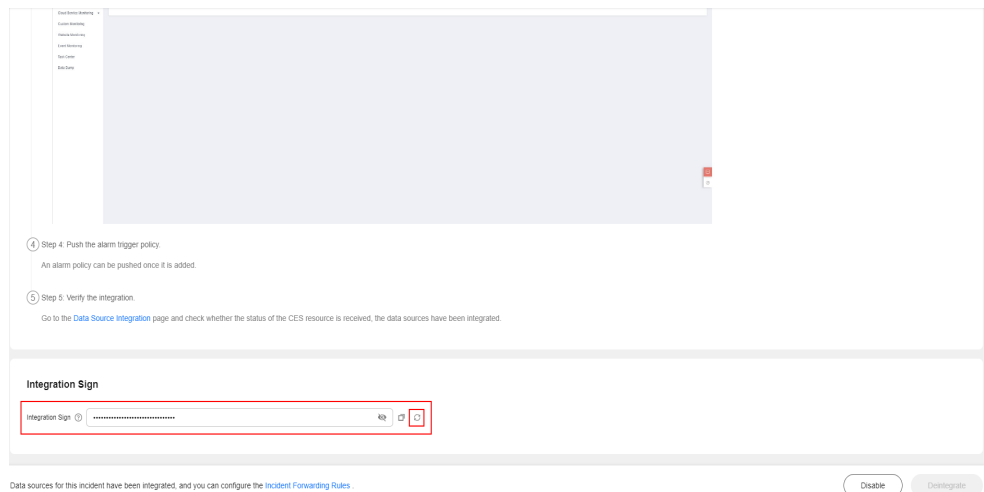 Cloud Service Monitoring
Custom Monitoring
Website Monitoring
Event Monitoring
Task Center
Data Dump
4 Step 4: Push the alarm trigger policy.
An alarm policy can be pushed once it is added.
5 Step 5: Verify the integration.
Go to the Data Source Integration page and check whether the status of the CES resource is received, the data sources have been integrated.
Integration Sign
Integration Sign ? ••••••••••••••••••••••••••••••••
Data sources for this incident have been integrated, and you can configure the Incident Forwarding Rules .
Disable
Deintegrate